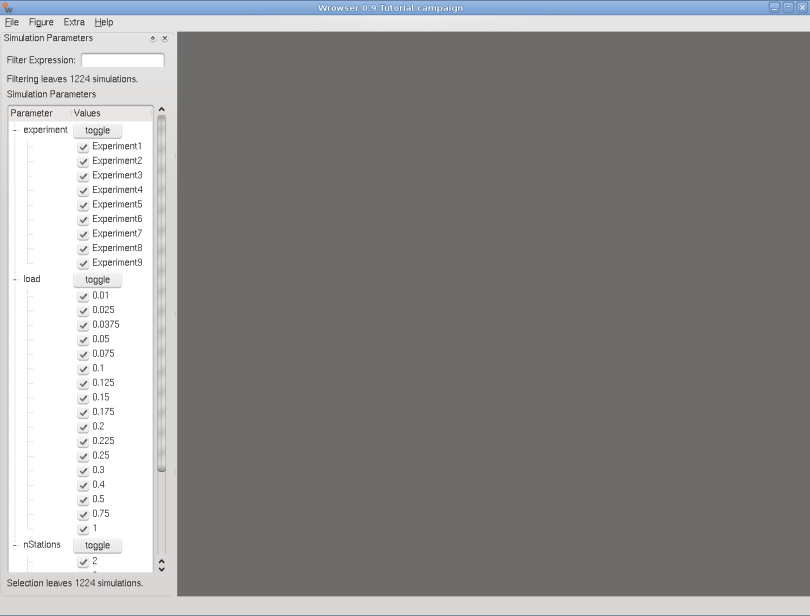 Wrowser 0.9 Tutorial campaign
File Figure Extra Help
Simulation Parameters
Filter Expression:
Filtering leaves 1224 simulations.
Simulation Parameters
Parameter Values
experiment toggle
Experiment1
Experiment2
Experiment3
Experiment4
Experiment5
Experiment6
Experiment7
Experiment8
Experiment9
load toggle
0.01
0.025
0.0375
0.05
0.075
0.1
0.125
0.15
0.175
0.2
0.225
0.25
0.3
0.4
0.5
0.75
1
nStations toggle
2
Selection leaves 1224 simulations.